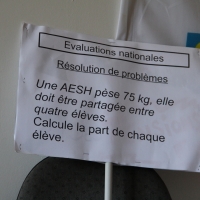 Evaluations nationales
Résolution de problèmes
Une AESH pèse 75 kg, elle
doit être partagée entre
quatre élèves.
Calcule la part de chaque
élève.